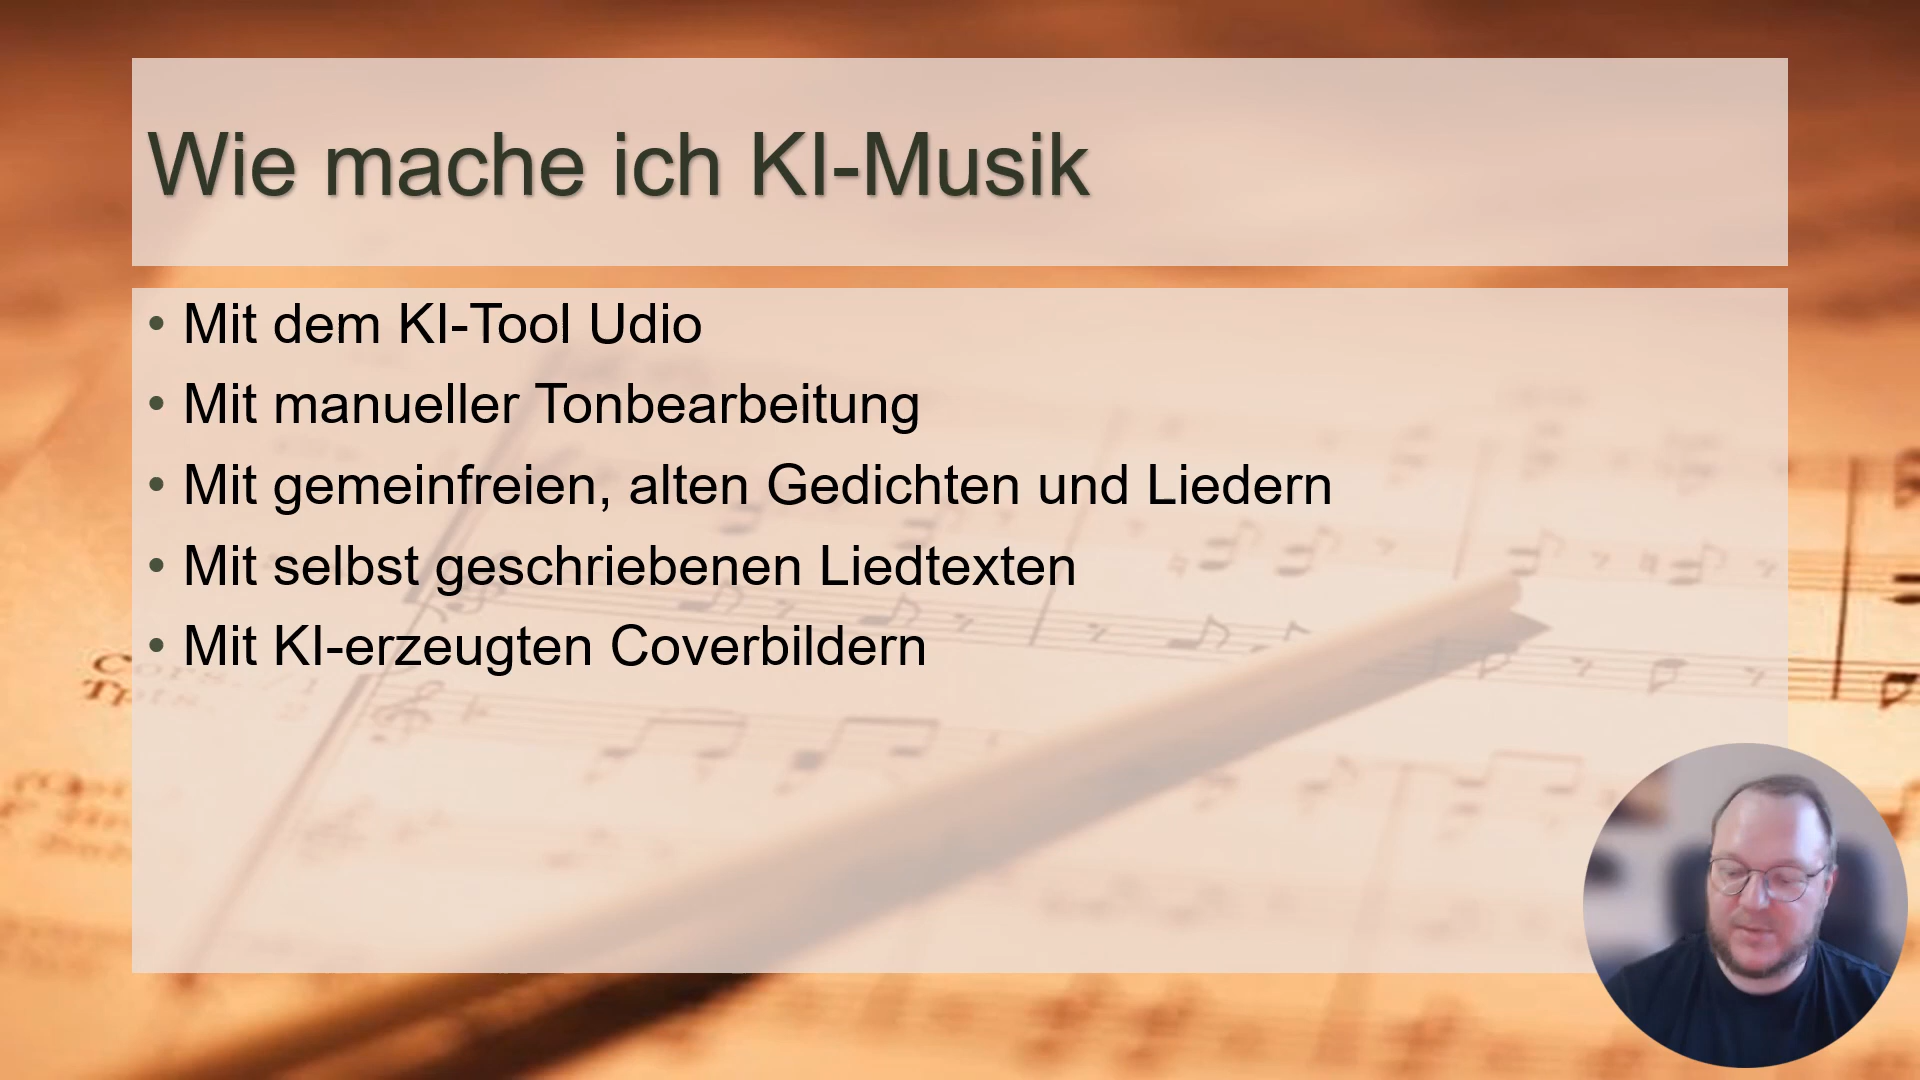 Wie mache ich KI-Musik
• Mit dem KI-Tool Udio
• Mit manueller Tonbearbeitung
• Mit gemeinfreien, alten Gedichten und Liedern
• Mit selbst geschriebenen Liedtexten
• Mit KI-erzeugten Coverbildern